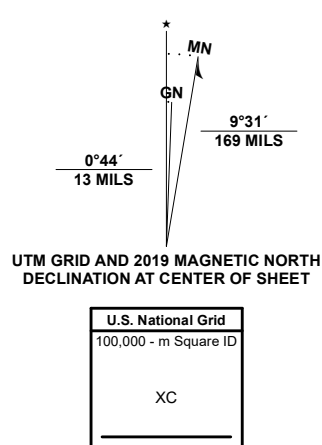 ★
MN
GN
9°31´
169 MILS
0°44´
13 MILS
UTM GRID AND 2019 MAGNETIC NORTH
DECLINATION AT CENTER OF SHEET
U.S. National Grid
100,000 - m Square ID
XC